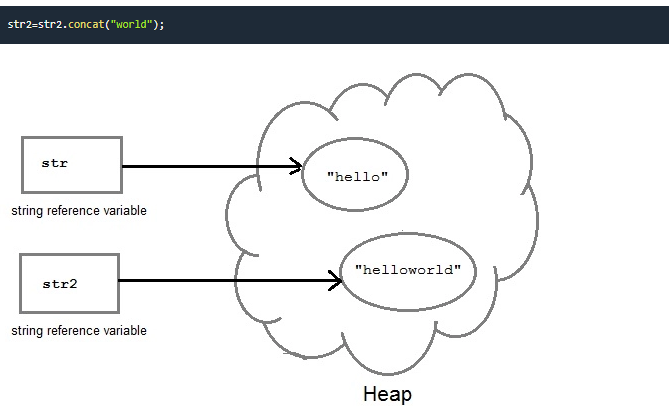 str2=str2.concat("world");
str
"hello"
string reference variable
str2
"helloworld"
string reference variable
Heap